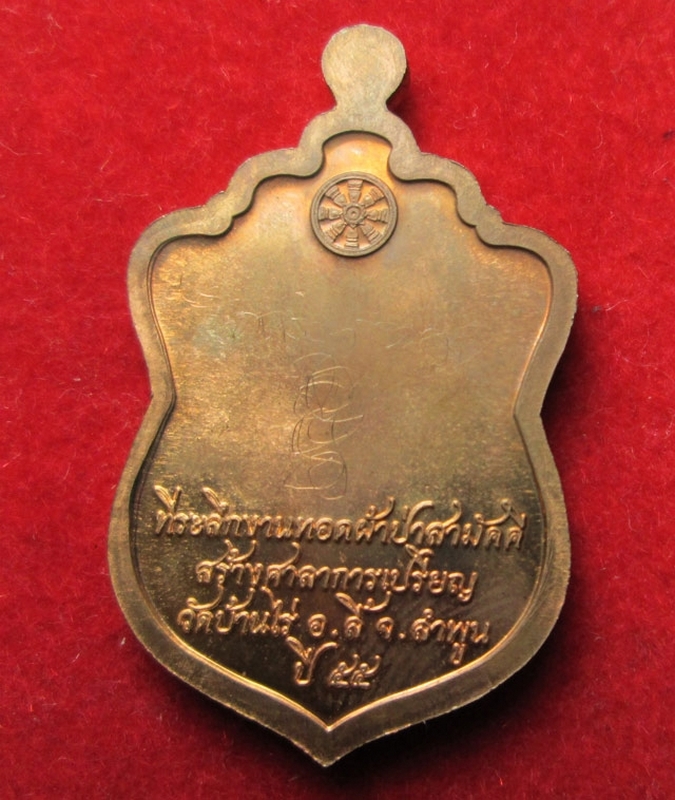 ที่ระลึกงานทอดผ้าป่าสามัคคี
สร้างศาลาการเปรียญ
วัดบ้านไร่ อ.ลี้ จ.ลำพูน
ปี ๕๕